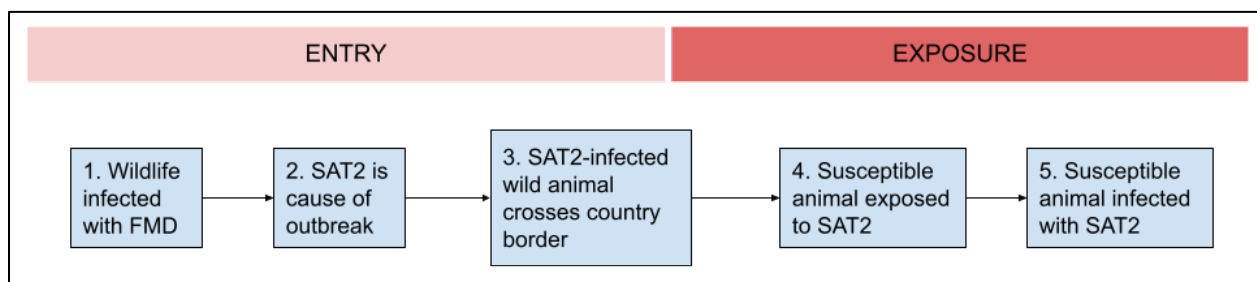 ENTRY
EXPOSURE
1. Wildlife
infected
with FMD
2. SAT2 is
cause of
outbreak
3. SAT2-infected
wild animal
crosses country
border
4. Susceptible
animal exposed
to SAT2
5. Susceptible
animal infected
with SAT2